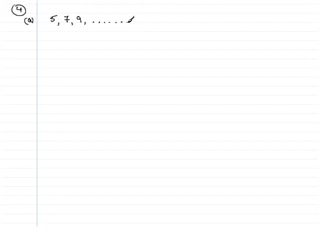 4
(a) 5, 7, 9, .......